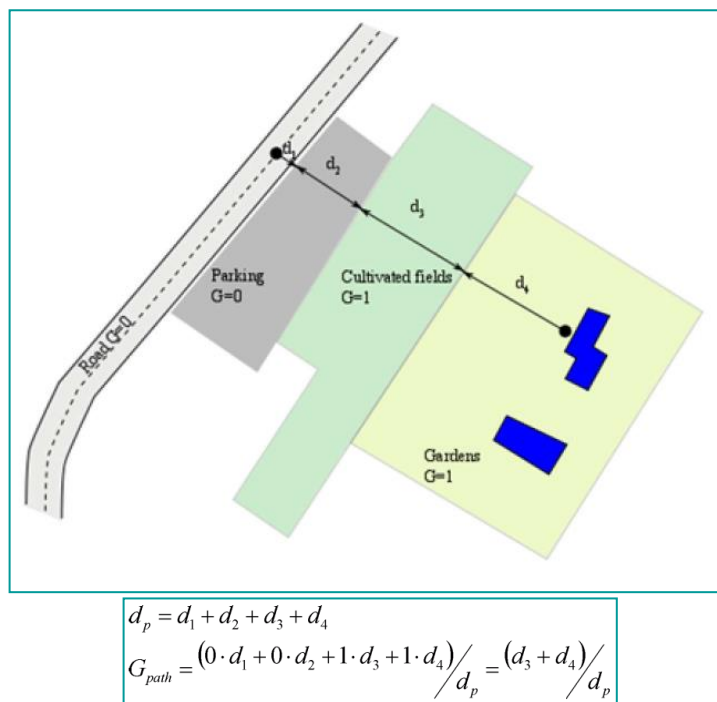 d₁
d₂
d₃
Parking
G=0
Cultivated fields
G=1
d₄
Road G=0
Gardens
G=1
dₚ = d₁ + d₂ + d₃ + d₄
G_path = (0 · d₁ + 0 · d₂ + 1 · d₃ + 1 · d₄)/dₚ = (d₃ + d₄)/dₚ